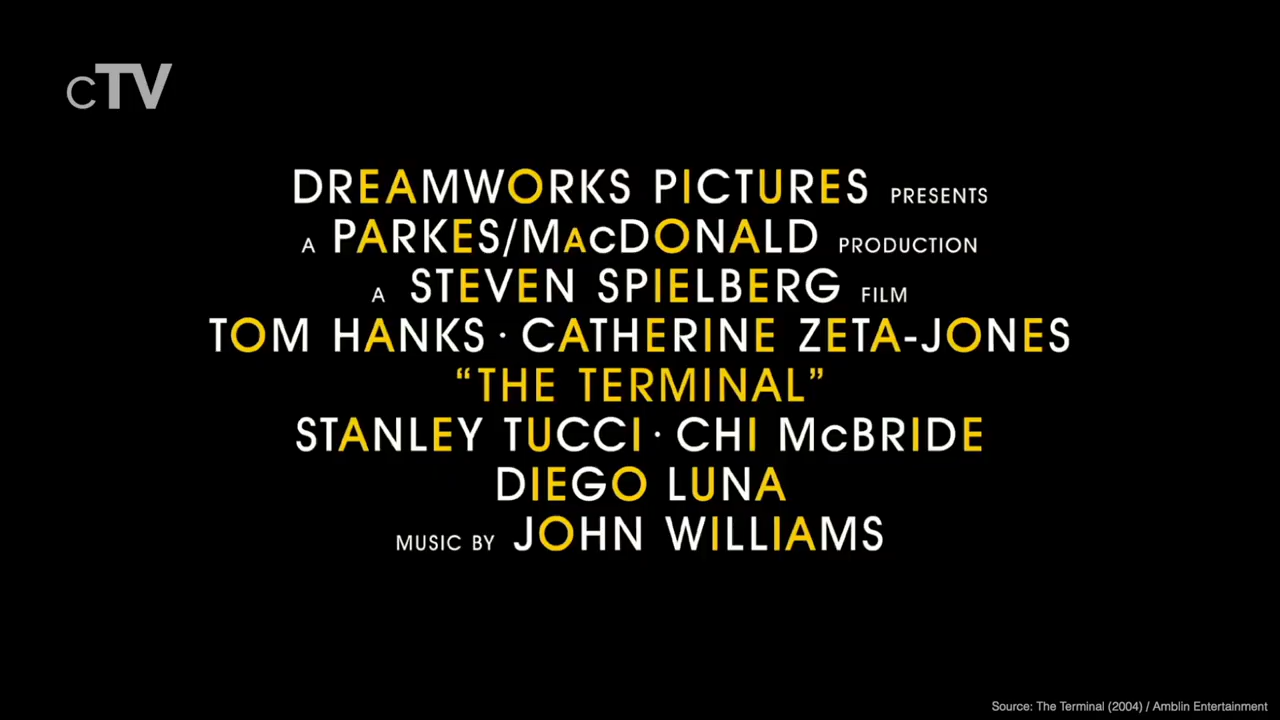 cTV
DREAMWORKS PICTURES PRESENTS
A PARKES/MACDONALD PRODUCTION
A STEVEN SPIELBERG FILM
TOM HANKS · CATHERINE ZETA-JONES
“THE TERMINAL”
STANLEY TUCCI · CHI McBRIDE
DIEGO LUNA
MUSIC BY JOHN WILLIAMS
Source: The Terminal (2004) / Amblin Entertainment